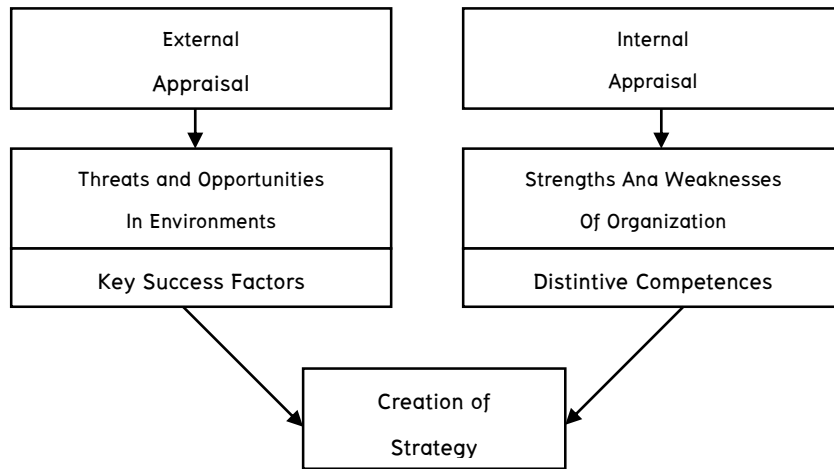 External
Appraisal
Internal
Appraisal
Threats and Opportunities
In Environments
Key Success Factors
Strengths Ana Weaknesses
Of Organization
Distintive Competences
Creation of
Strategy